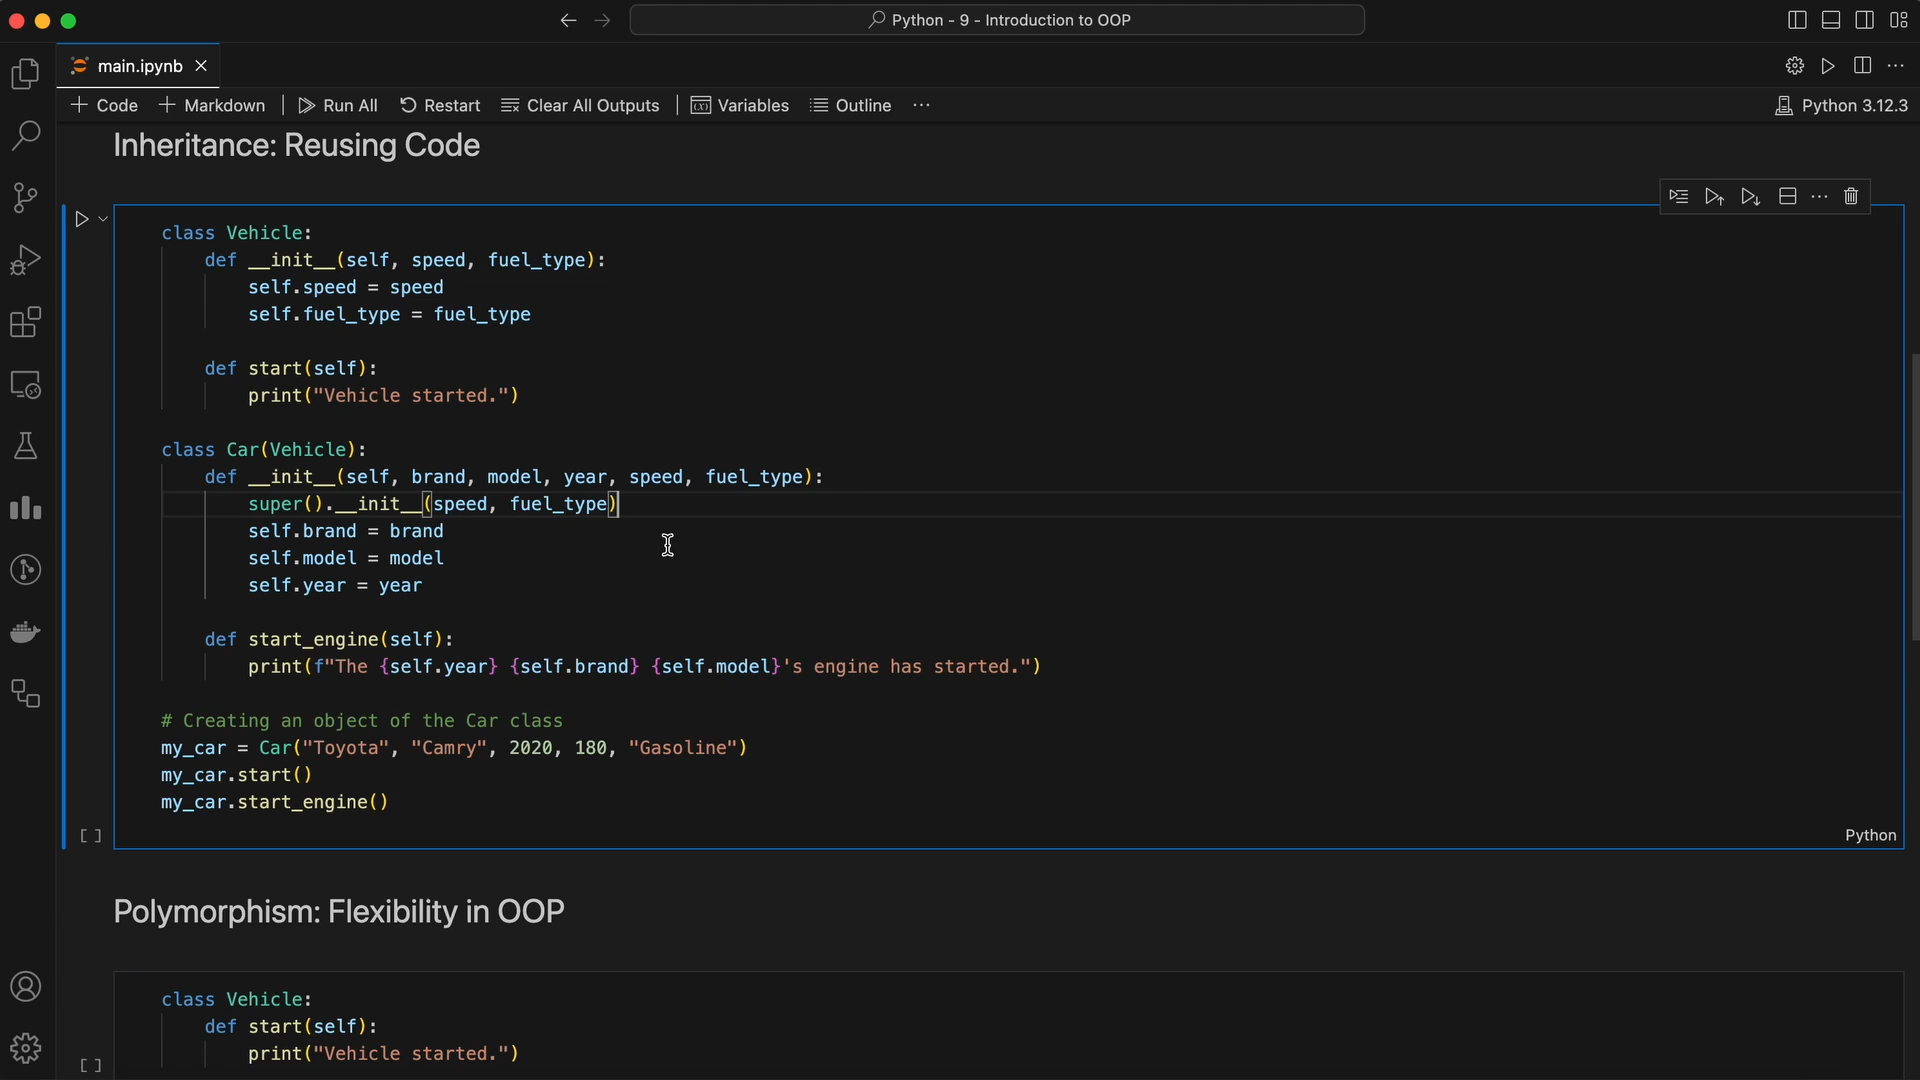 Python - 9 - Introduction to OOP
main.ipynb
Code Markdown Run All Restart Clear All Outputs Variables Outline ... Python 3.12.3
Inheritance: Reusing Code
class Vehicle:
    def __init__(self, speed, fuel_type):
        self.speed = speed
        self.fuel_type = fuel_type
    def start(self):
        print("Vehicle started.")
class Car(Vehicle):
    def __init__(self, brand, model, year, speed, fuel_type):
        super().__init__(speed, fuel_type)
        self.brand = brand
        self.model = model
        self.year = year
    def start_engine(self):
        print(f"The {self.year} {self.brand} {self.model}'s engine has started.")
# Creating an object of the Car class
my_car = Car("Toyota", "Camry", 2020, 180, "Gasoline")
my_car.start()
my_car.start_engine()
[ ] Python
Polymorphism: Flexibility in OOP
class Vehicle:
    def start(self):
        print("Vehicle started.")
[ ]